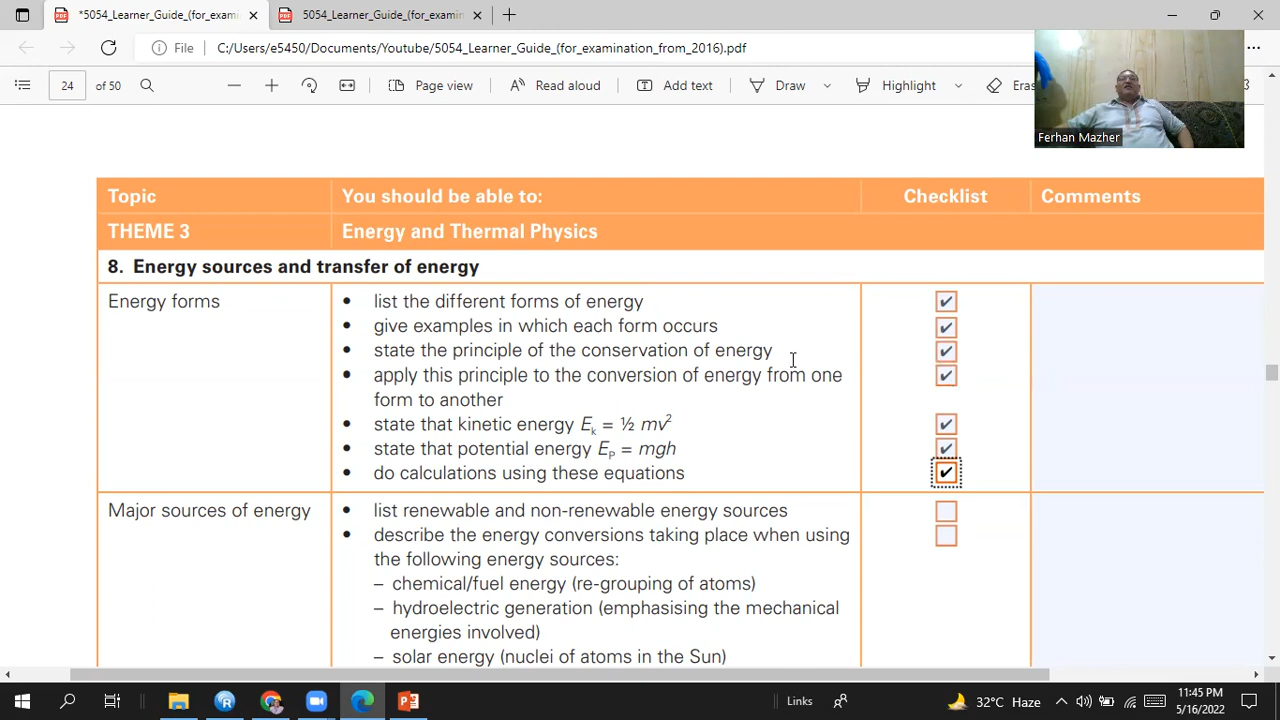 *5054_Learner_Guide_(for_examin
5054_Learner_Guide_(for_examin
File
C:/Users/e5450/Documents/Youtube/5054_Learner_Guide_(for_examination_from_2016).pdf
24 of 50
Page view
Read aloud
Add text
Draw
Highlight
Eras
3
Ferhan Mazher
Topic
You should be able to:
Checklist
Comments
THEME 3
Energy and Thermal Physics
8. Energy sources and transfer of energy
Energy forms
• list the different forms of energy
• give examples in which each form occurs
• state the principle of the conservation of energy
• apply this principle to the conversion of energy from one
form to another
• state that kinetic energy Eₖ = ½ mv²
• state that potential energy E_P = mgh
• do calculations using these equations
Major sources of energy
• list renewable and non-renewable energy sources
• describe the energy conversions taking place when using
the following energy sources:
– chemical/fuel energy (re-grouping of atoms)
– hydroelectric generation (emphasising the mechanical
energies involved)
– solar energy (nuclei of atoms in the Sun)
Links
32°C Haze
11:45 PM
5/16/2022